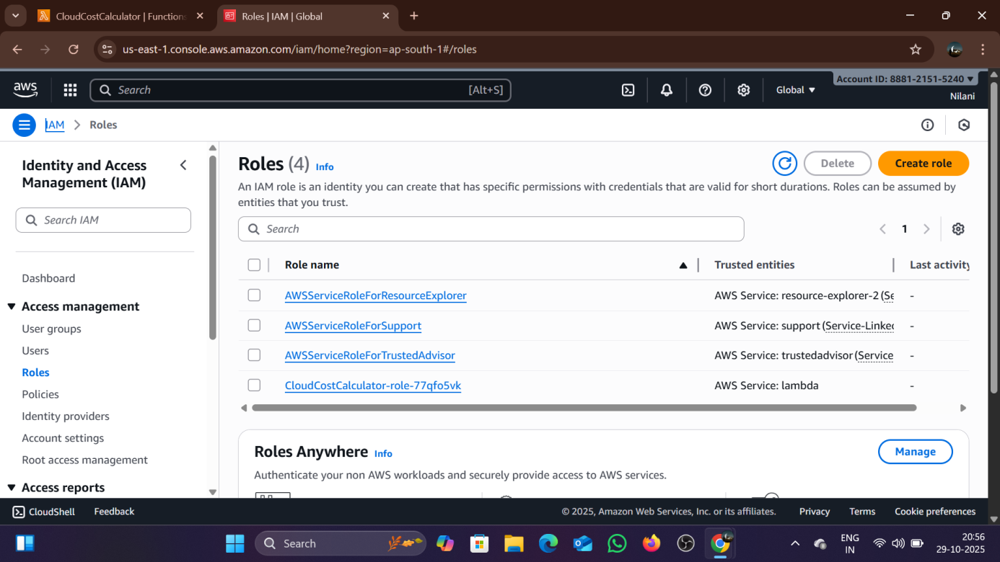 CloudCostCalculator | Functions
Roles | IAM | Global
us-east-1.console.aws.amazon.com/iam/home?region=ap-south-1#/roles
aws
Search
[Alt+S]
Global
Account ID: 8881-2151-5240
Nilani
IAM
Roles
Identity and Access
Management (IAM)
Search IAM
Dashboard
Access management
User groups
Users
Roles
Policies
Identity providers
Account settings
Root access management
Access reports
Roles (4) Info
Delete
Create role
An IAM role is an identity you can create that has specific permissions with credentials that are valid for short durations. Roles can be assumed by
entities that you trust.
Search
1
Role name
Trusted entities
Last activity
AWSServiceRoleForResourceExplorer
AWS Service: resource-explorer-2 (Se
-
AWSServiceRoleForSupport
AWS Service: support (Service-Linked
-
AWSServiceRoleForTrustedAdvisor
AWS Service: trustedadvisor (Service
-
CloudCostCalculator-role-77qfo5vk
AWS Service: lambda
-
Roles Anywhere Info
Manage
Authenticate your non AWS workloads and securely provide access to AWS services.
CloudShell
Feedback
© 2025, Amazon Web Services, Inc. or its affiliates.
Privacy
Terms
Cookie preferences
Search
ENG
IN
20:56
29-10-2025